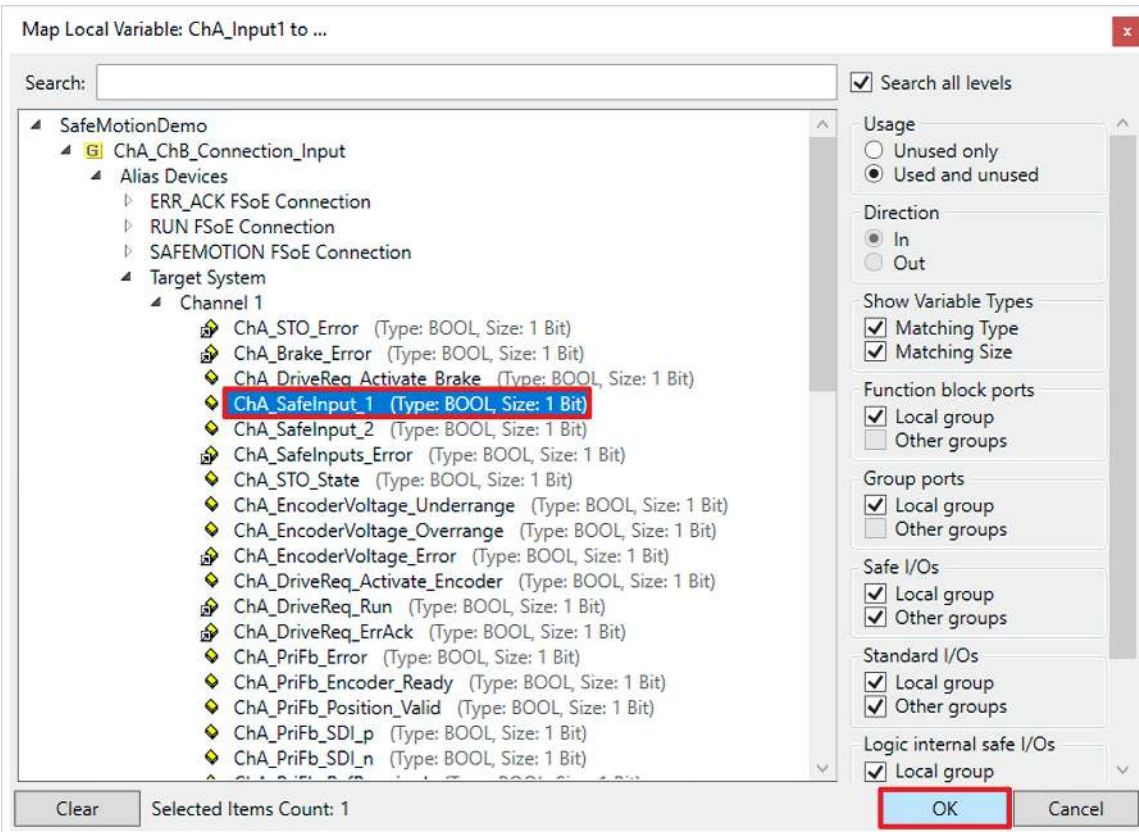 Map Local Variable: ChA_Input1 to ...
x
Search:
Search all levels
SafeMotionDemo
G ChA_ChB_Connection_Input
Alias Devices
ERR_ACK FSoE Connection
RUN FSoE Connection
SAFEMOTION FSoE Connection
Target System
Channel 1
ChA_STO_Error (Type: BOOL, Size: 1 Bit)
ChA_Brake_Error (Type: BOOL, Size: 1 Bit)
ChA_DriveReq_Activate_Brake (Type: BOOL, Size: 1 Bit)
ChA_SafeInput_1 (Type: BOOL, Size: 1 Bit)
ChA_SafeInput_2 (Type: BOOL, Size: 1 Bit)
ChA_SafeInputs_Error (Type: BOOL, Size: 1 Bit)
ChA_STO_State (Type: BOOL, Size: 1 Bit)
ChA_EncoderVoltage_Underrange (Type: BOOL, Size: 1 Bit)
ChA_EncoderVoltage_Overrange (Type: BOOL, Size: 1 Bit)
ChA_EncoderVoltage_Error (Type: BOOL, Size: 1 Bit)
ChA_DriveReq_Activate_Encoder (Type: BOOL, Size: 1 Bit)
ChA_DriveReq_Run (Type: BOOL, Size: 1 Bit)
ChA_DriveReq_ErrAck (Type: BOOL, Size: 1 Bit)
ChA_PriFb_Error (Type: BOOL, Size: 1 Bit)
ChA_PriFb_Encoder_Ready (Type: BOOL, Size: 1 Bit)
ChA_PriFb_Position_Valid (Type: BOOL, Size: 1 Bit)
ChA_PriFb_SDI_p (Type: BOOL, Size: 1 Bit)
ChA_PriFb_SDI_n (Type: BOOL, Size: 1 Bit)
Usage
Unused only
Used and unused
Direction
In
Out
Show Variable Types
Matching Type
Matching Size
Function block ports
Local group
Other groups
Group ports
Local group
Other groups
Safe I/Os
Local group
Other groups
Standard I/Os
Local group
Other groups
Logic internal safe I/Os
Local group
Clear
Selected Items Count: 1
OK
Cancel